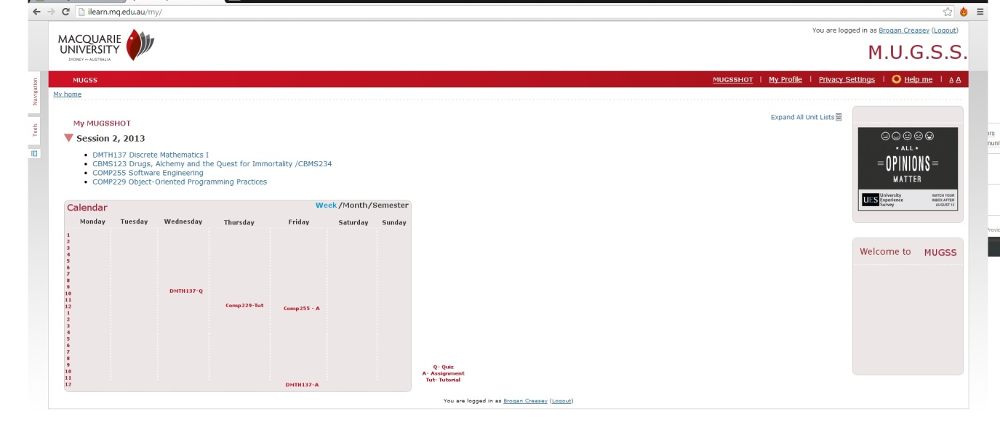 ilearn.mq.edu.au/my/
You are logged in as Brogan Creasey (Logout)
MACQUARIE
UNIVERSITY
SYDNEY ~ AUSTRALIA
M.U.G.S.S.
MUGSS
MUGSSHOT | My Profile | Privacy Settings | Help me | A A
Navigation
My home
Tools
My MUGSSHOT
Expand All Unit Lists
Session 2, 2013
DMTH137 Discrete Mathematics I
CBMS123 Drugs, Alchemy and the Quest for Immortality /CBMS234
COMP255 Software Engineering
COMP229 Object-Oriented Programming Practices
★ ALL ★
OPINIONS
MATTER
UES University Experience Survey
WATCH YOUR INBOX AFTER AUGUST 12
Calendar
Week /Month/Semester
Monday Tuesday Wednesday Thursday Friday Saturday Sunday
1
2
3
4
5
6
7
8
9
10 DMTH137-Q
11
12 Comp229-Tut Comp255 - A
1
2
3
4
5
6
7
8
9
10
11
12 DMTH137-A
Welcome to MUGSS
Q- Quiz
A- Assignment
Tut- Tutorial
You are logged in as Brogan Creasey (Logout)